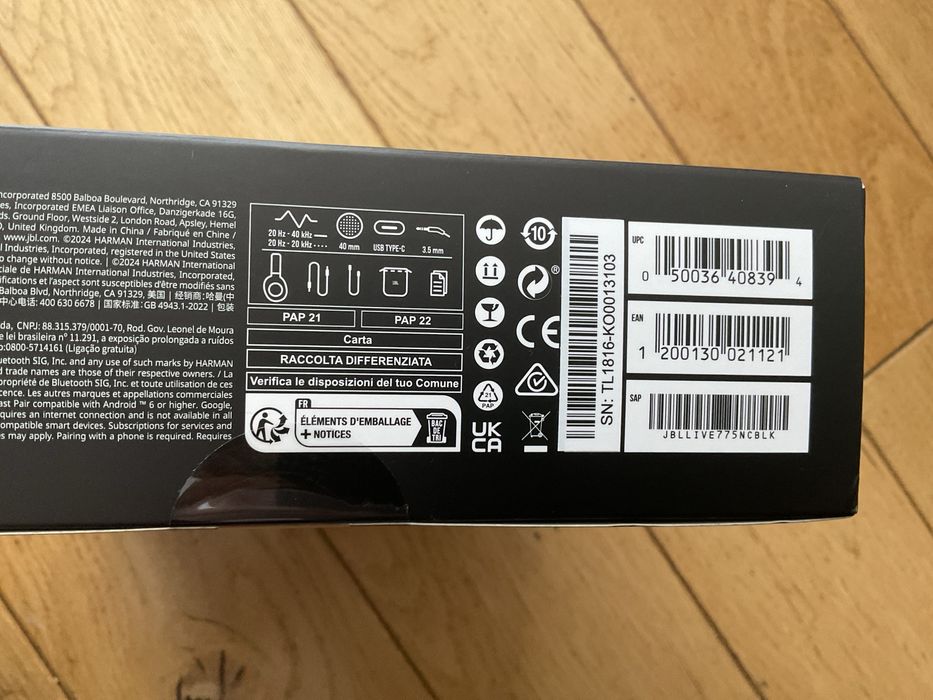 ncorporated 8500 Balboa Boulevard, Northridge, CA 91329
es, Incorporated EMEA Liaison Office, Danzigerkade 16G,
ds. Ground Floor, Westside 2, London Road, Apsley, Hemel
D, United Kingdom. Made in China / Fabriqué en Chine /
www.jbl.com. ©2024 HARMAN International Industries,
l Industries, Incorporated, registered in the United States
o change without notice. | ©2024 HARMAN International
ciale de HARMAN International Industries, Incorporated,
ifications et l'aspect sont susceptibles d'être modifiés sans
Balboa Blvd, Northridge, CA 91329, 美国 | 经销商: 哈曼(中
中心电话: 400 630 6678 | 国家标准: GB 4943.1-2022 | 包装
da, CNPJ: 88.315.379/0001-70, Rod. Gov. Leonel de Moura
e lei brasileira n° 11.291, a exposição prolongada a ruídos
o:0800-5714161 (Ligação gratuita)
uetooth SIG, Inc. and any use of such marks by HARMAN
d trade names are those of their respective owners. / La
propriété de Bluetooth SIG, Inc. et toute utilisation de ces
cence. Les autres marques et appellations commerciales
ast Pair compatible with Android ™ 6 or higher. Google,
quires an internet connection and is not available in all
ompatible smart devices. Subscriptions for services and
es may apply. Pairing with a phone is required. Requires
20 Hz - 40 kHz
20 Hz - 20 kHz
40 mm
USB TYPE-C
3.5 mm
JBL
PAP 21
PAP 22
Carta
RACCOLTA DIFFERENZIATA
Verifica le disposizioni del tuo Comune
FR
ÉLÉMENTS D'EMBALLAGE
+ NOTICES
BAC
DE
TRI
10
®
CE
21
PAP
UK
CA
SN: TL1816-K00013103
UPC
0 50036 40839 4
EAN
1 200130 021121
SAP
JBLLIVE775NCBLK